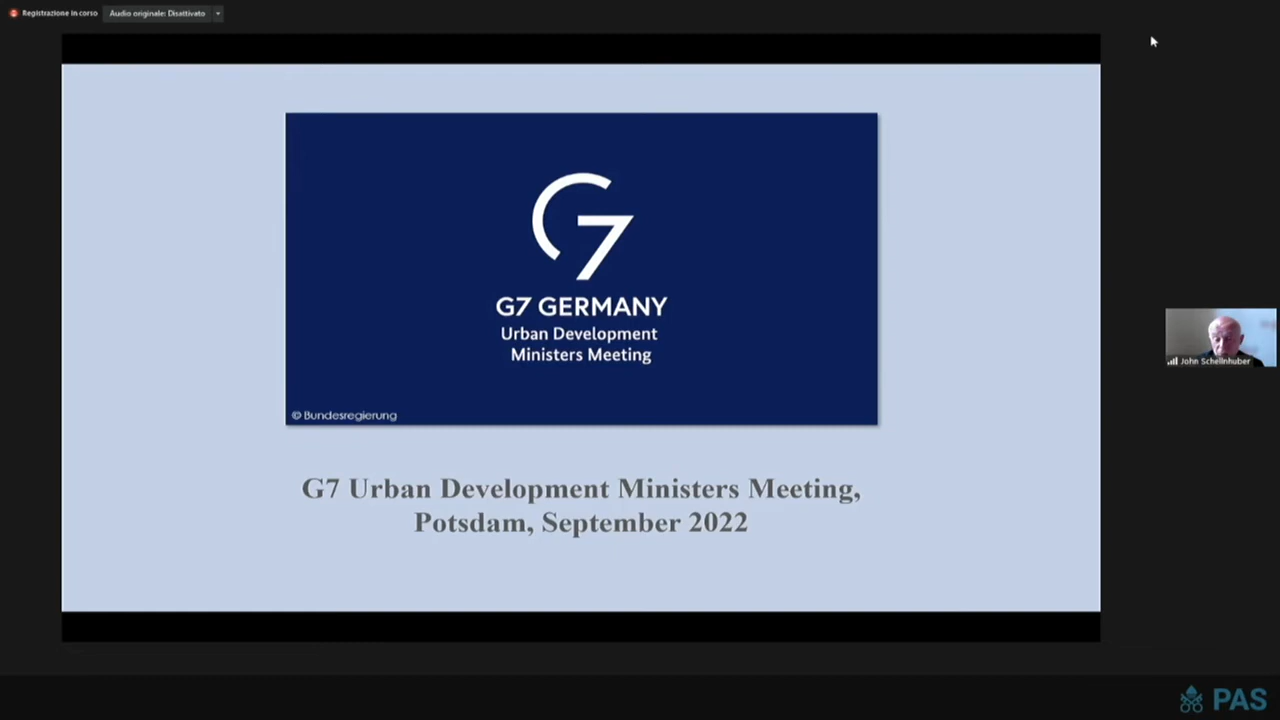 Registrazione in corso
Audio originale: Disattivato
G7
G7 GERMANY
Urban Development
Ministers Meeting
© Bundesregierung
G7 Urban Development Ministers Meeting,
Potsdam, September 2022
John Schellnhuber
PAS